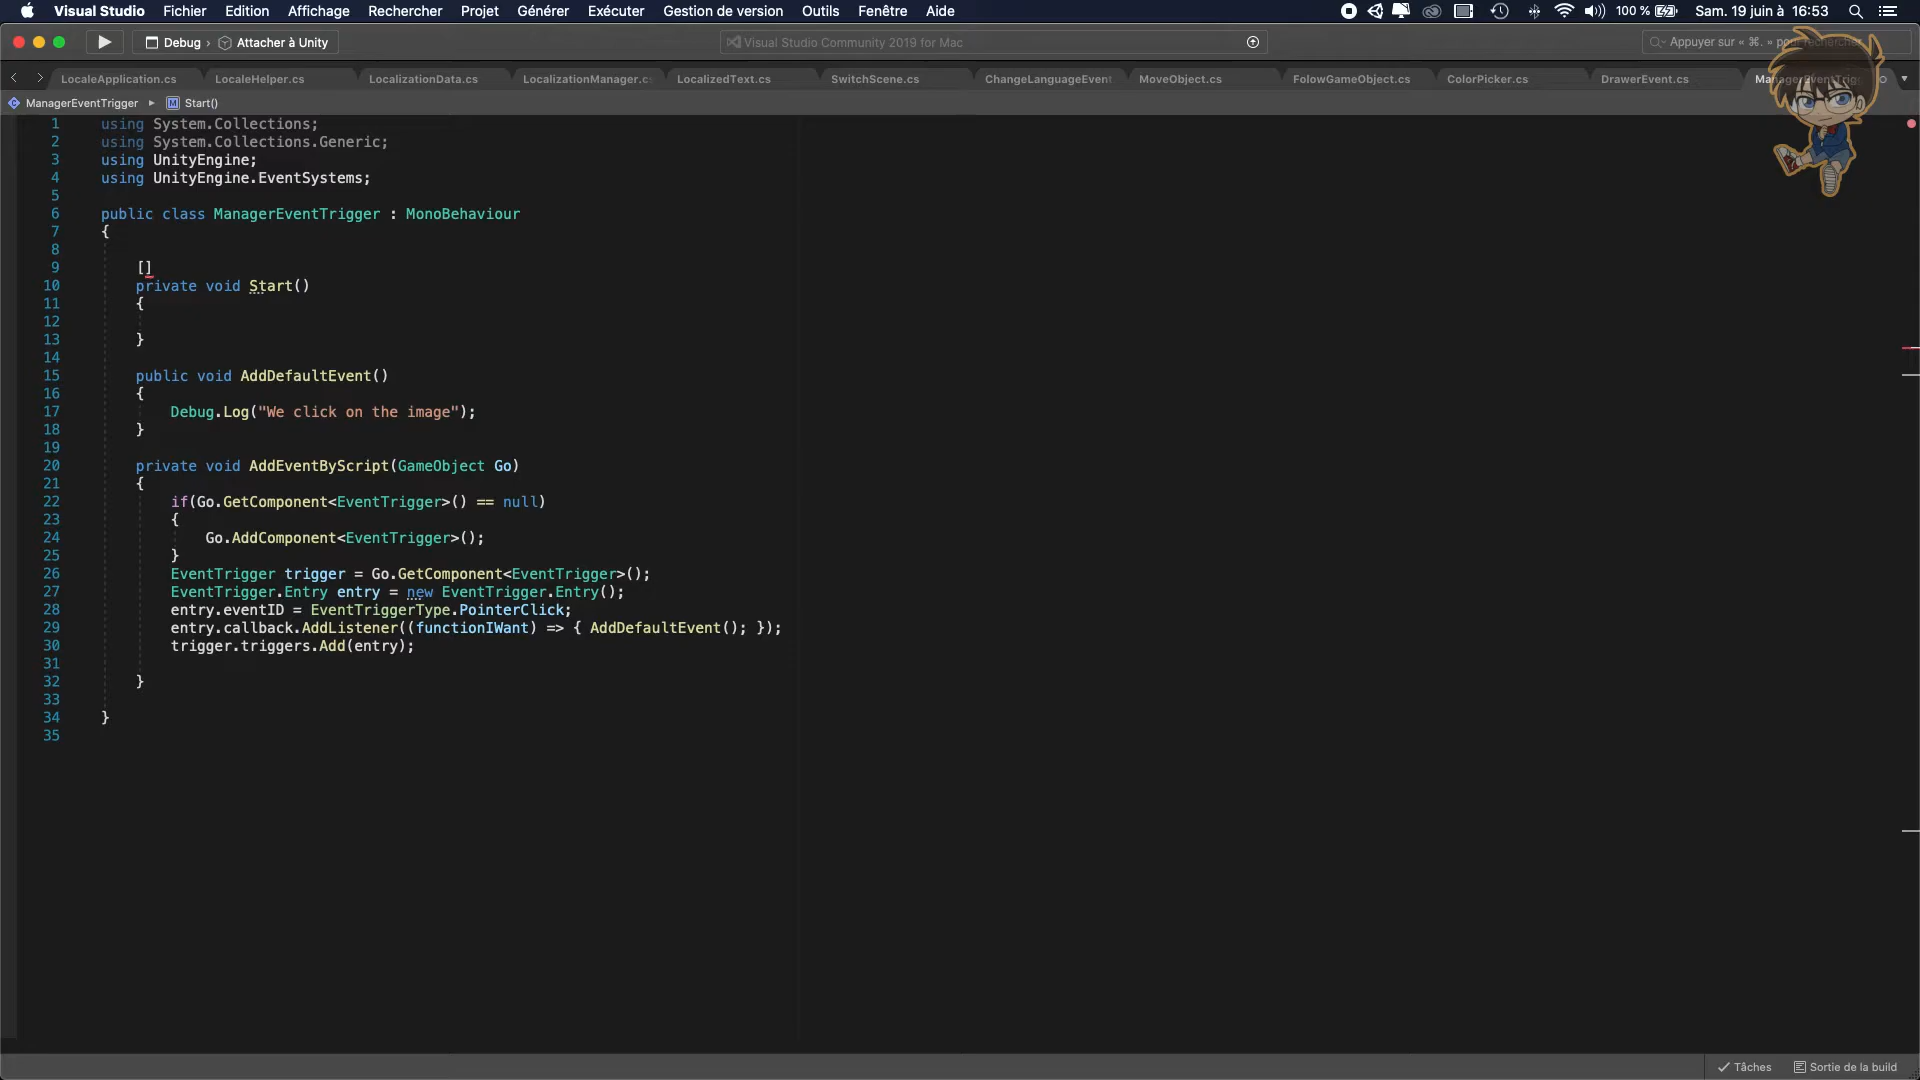 Visual Studio Fichier Edition Affichage Rechercher Projet Générer Exécuter Gestion de version Outils Fenêtre Aide 100 % Sam. 19 juin à 16:53
Debug › Attacher à Unity Visual Studio Community 2019 for Mac Appuyer sur « ⌘. » pour rechercher
LocaleApplication.cs LocaleHelper.cs LocalizationData.cs LocalizationManager.cs LocalizedText.cs SwitchScene.cs ChangeLanguageEvent MoveObject.cs FolowGameObject.cs ColorPicker.cs DrawerEvent.cs ManagerEventTrig
ManagerEventTrigger ▸ M Start()
1 using System.Collections;
2 using System.Collections.Generic;
3 using UnityEngine;
4 using UnityEngine.EventSystems;
5
6 public class ManagerEventTrigger : MonoBehaviour
7 {
8
9 []
10 private void Start()
11 {
12
13 }
14
15 public void AddDefaultEvent()
16 {
17 Debug.Log("We click on the image");
18 }
19
20 private void AddEventByScript(GameObject Go)
21 {
22 if(Go.GetComponent<EventTrigger>() == null)
23 {
24 Go.AddComponent<EventTrigger>();
25 }
26 EventTrigger trigger = Go.GetComponent<EventTrigger>();
27 EventTrigger.Entry entry = new EventTrigger.Entry();
28 entry.eventID = EventTriggerType.PointerClick;
29 entry.callback.AddListener((functionIWant) => { AddDefaultEvent(); });
30 trigger.triggers.Add(entry);
31
32 }
33
34 }
35
Tâches Sortie de la build